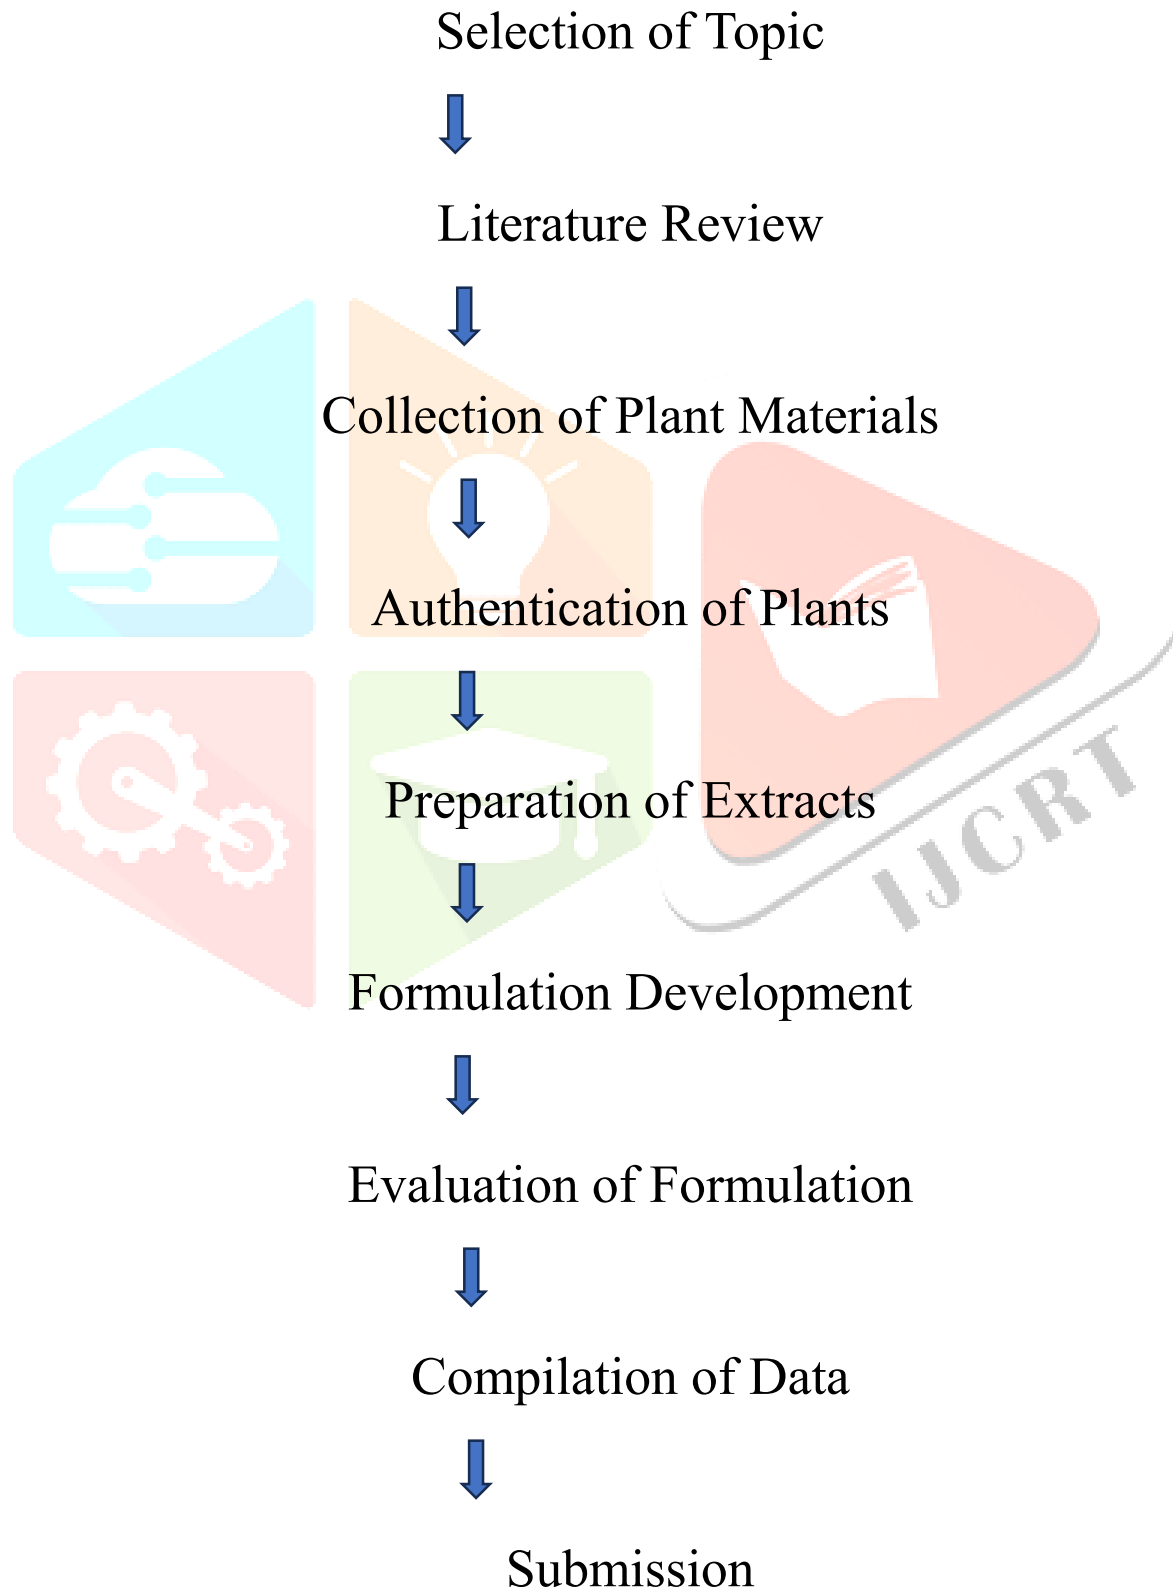 Selection of Topic
Literature Review
Collection of Plant Materials
Authentication of Plants
Preparation of Extracts
IJCRT
Formulation Development
Evaluation of Formulation
Compilation of Data
Submission